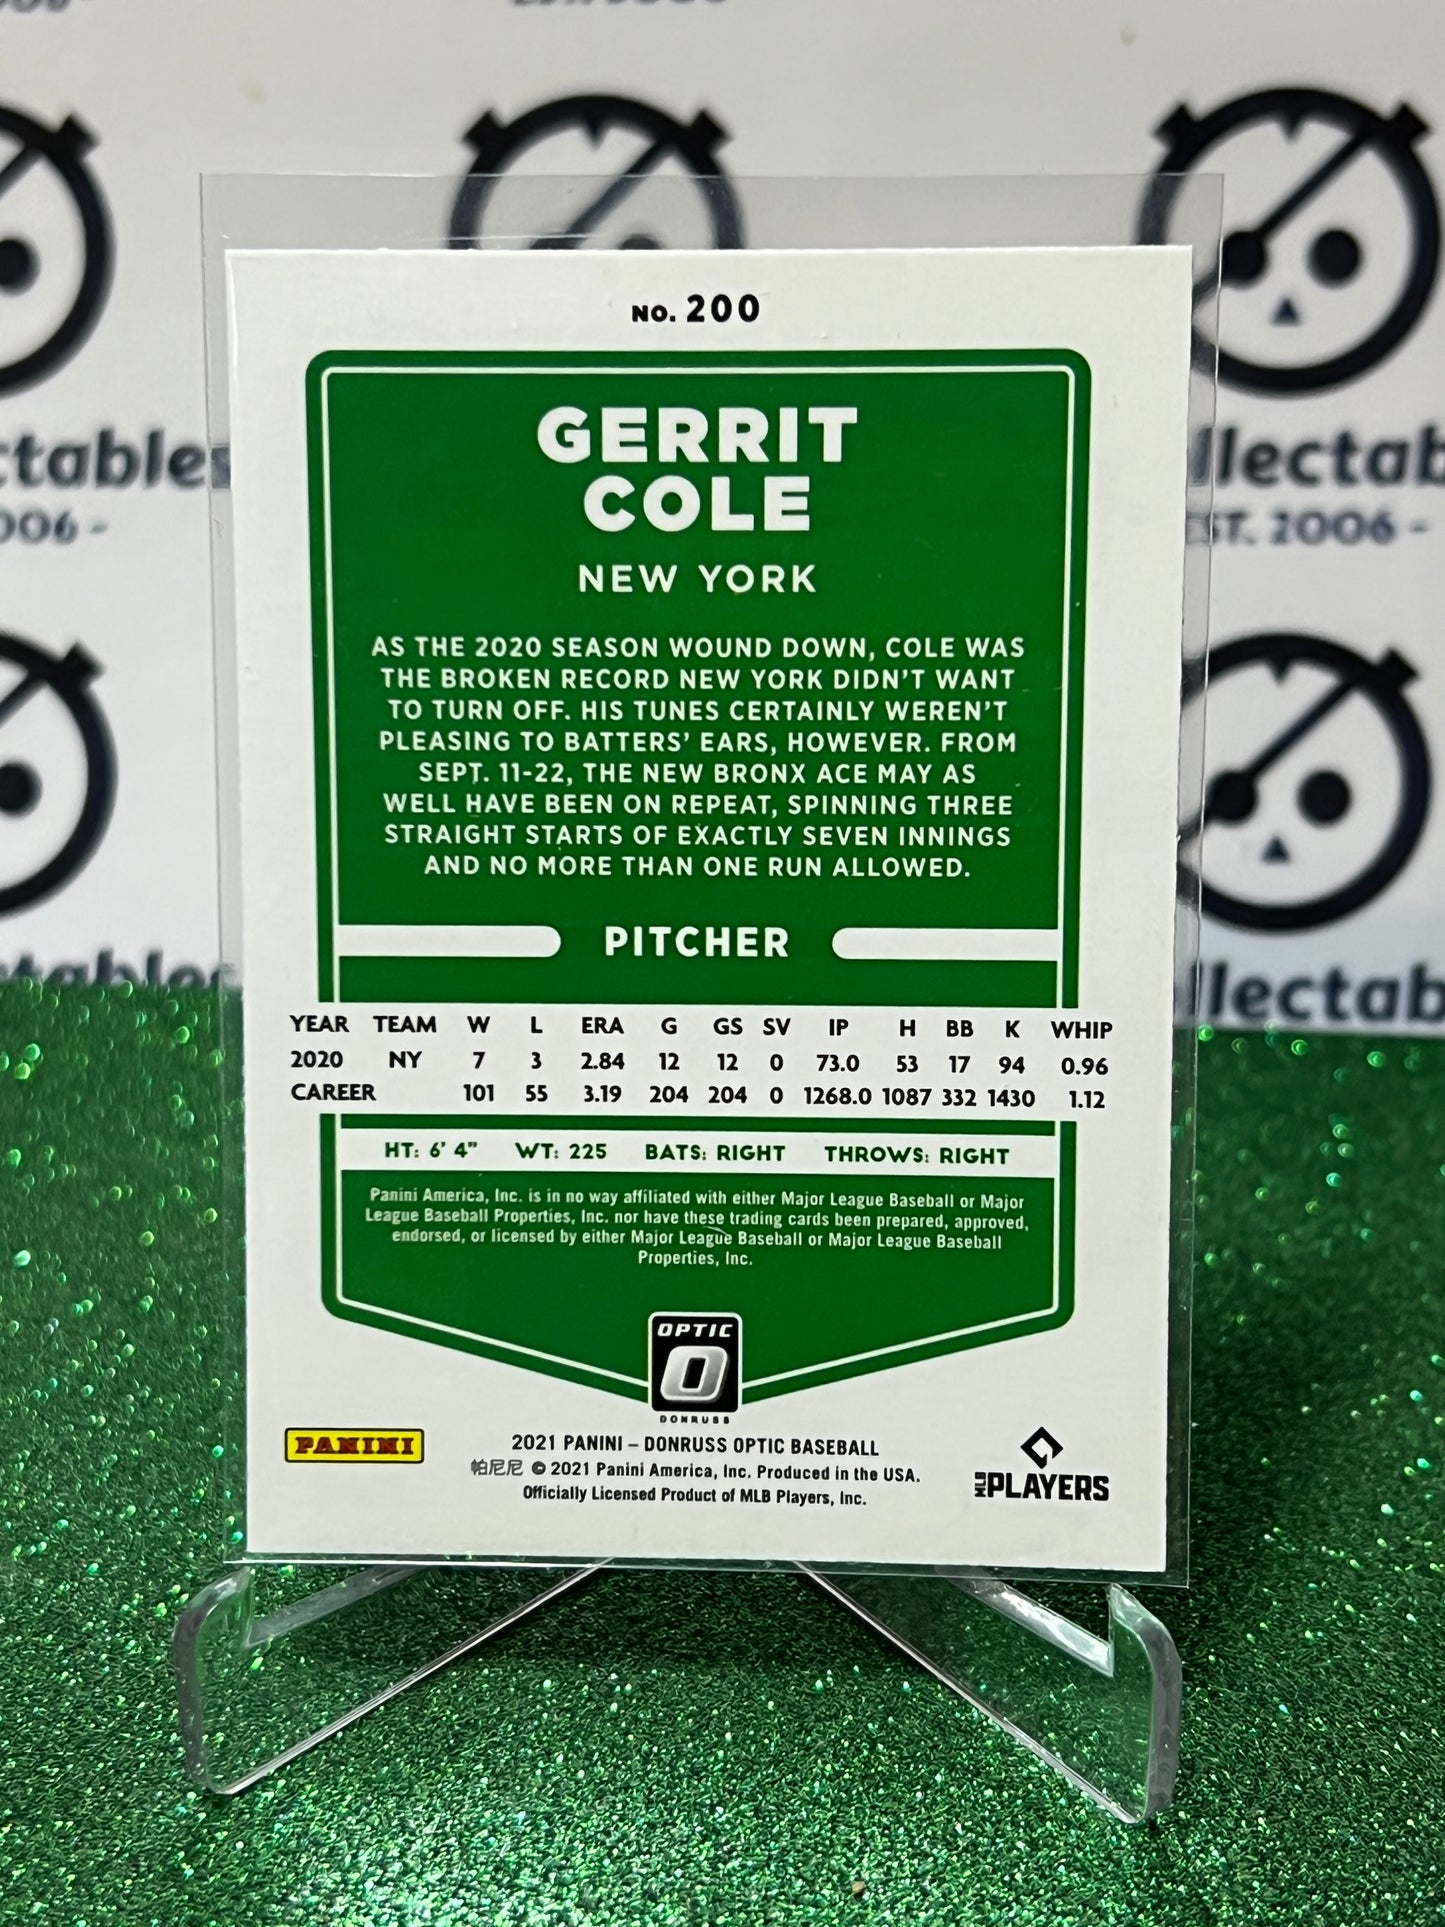 NO. 200
GERRIT
COLE
NEW YORK
AS THE 2020 SEASON WOUND DOWN, COLE WAS
THE BROKEN RECORD NEW YORK DIDN'T WANT
TO TURN OFF. HIS TUNES CERTAINLY WEREN'T
PLEASING TO BATTERS' EARS, HOWEVER. FROM
SEPT. 11-22, THE NEW BRONX ACE MAY AS
WELL HAVE BEEN ON REPEAT, SPINNING THREE
STRAIGHT STARTS OF EXACTLY SEVEN INNINGS
AND NO MORE THAN ONE RUN ALLOWED.
PITCHER
YEAR TEAM W L ERA G GS SV IP H BB K WHIP
2020 NY 7 3 2.84 12 12 0 73.0 53 17 94 0.96
CAREER 101 55 3.19 204 204 0 1268.0 1087 332 1430 1.12
HT: 6' 4" WT: 225 BATS: RIGHT THROWS: RIGHT
Panini America, Inc. is in no way affiliated with either Major League Baseball or Major
League Baseball Properties, Inc. nor have these trading cards been prepared, approved,
endorsed, or licensed by either Major League Baseball or Major League Baseball
Properties, Inc.
OPTIC
O
DONRUSS
PANINI
2021 PANINI – DONRUSS OPTIC BASEBALL
帕尼尼 © 2021 Panini America, Inc. Produced in the USA.
Officially Licensed Product of MLB Players, Inc.
MLB PLAYERS
ctables
006 -
llectab
EST. 2006 -
ctables
llectab